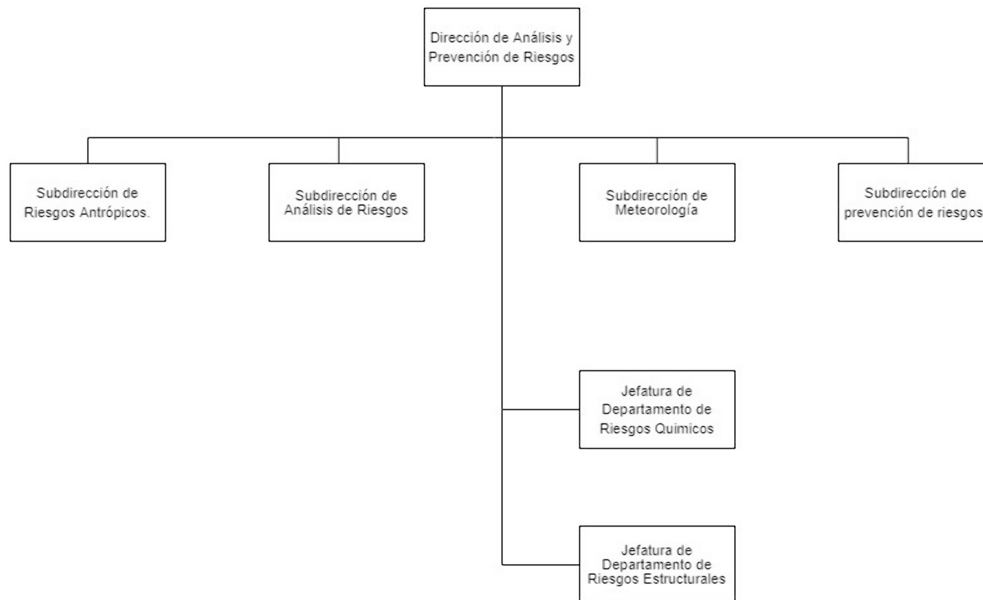 Dirección de Análisis y
Prevención de Riesgos
Subdirección de
Riesgos Antrópicos.
Subdirección de
Análisis de Riesgos
Subdirección de
Meteorología
Subdirección de
prevención de riesgos
Jefatura de
Departamento de
Riesgos Químicos
Jefatura de
Departamento de
Riesgos Estructurales